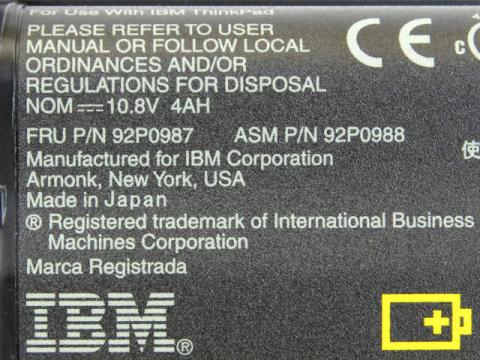 For Use With IBM ThinkPad
PLEASE REFER TO USER
MANUAL OR FOLLOW LOCAL
ORDINANCES AND/OR
REGULATIONS FOR DISPOSAL
NOM⎓10.8V 4AH
CE
c
FRU P/N 92P0987 ASM P/N 92P0988
使
Manufactured for IBM Corporation
Armonk, New York, USA
Made in Japan
® Registered trademark of International Business
Machines Corporation
Marca Registrada
IBM®